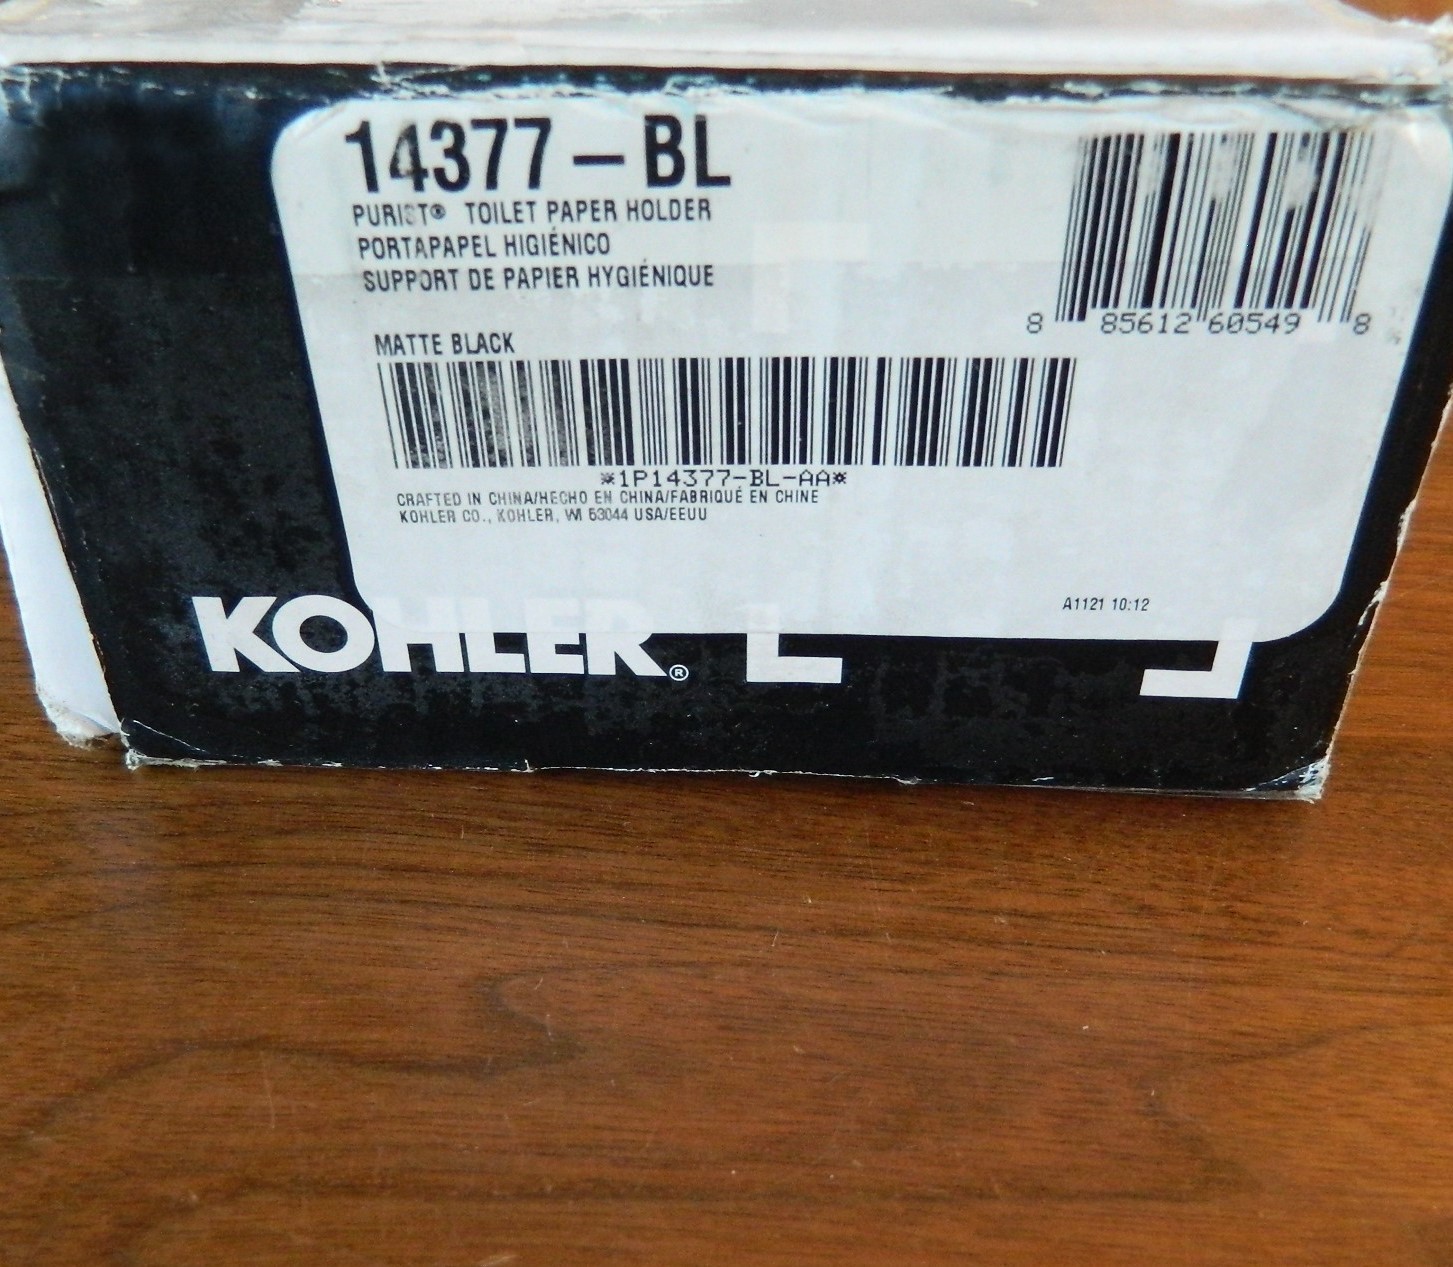 14377-BL
PURIST® TOILET PAPER HOLDER
PORTAPAPEL HIGIÉNICO
SUPPORT DE PAPIER HYGIÉNIQUE
8 85612 60549 8
MATTE BLACK
*1P14377-BL-AA*
CRAFTED IN CHINA/HECHO EN CHINA/FABRIQUÉ EN CHINE
KOHLER CO., KOHLER, WI 53044 USA/EEUU
A1121 10:12
KOHLER®